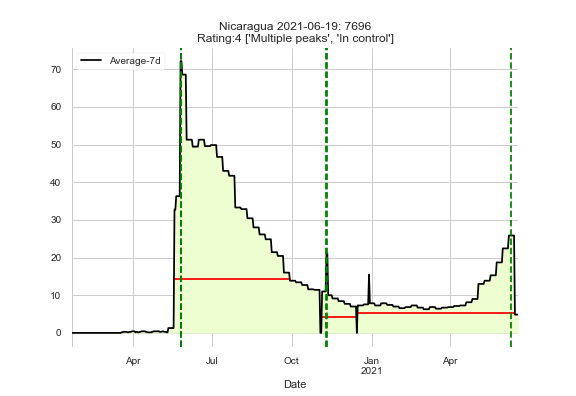 Nicaragua 2021-06-19: 7696
Rating:4 ['Multiple peaks', 'In control']
Average-7d
70
60
50
40
30
20
10
0
Apr
Jul
Oct
Jan
2021
Apr
Date